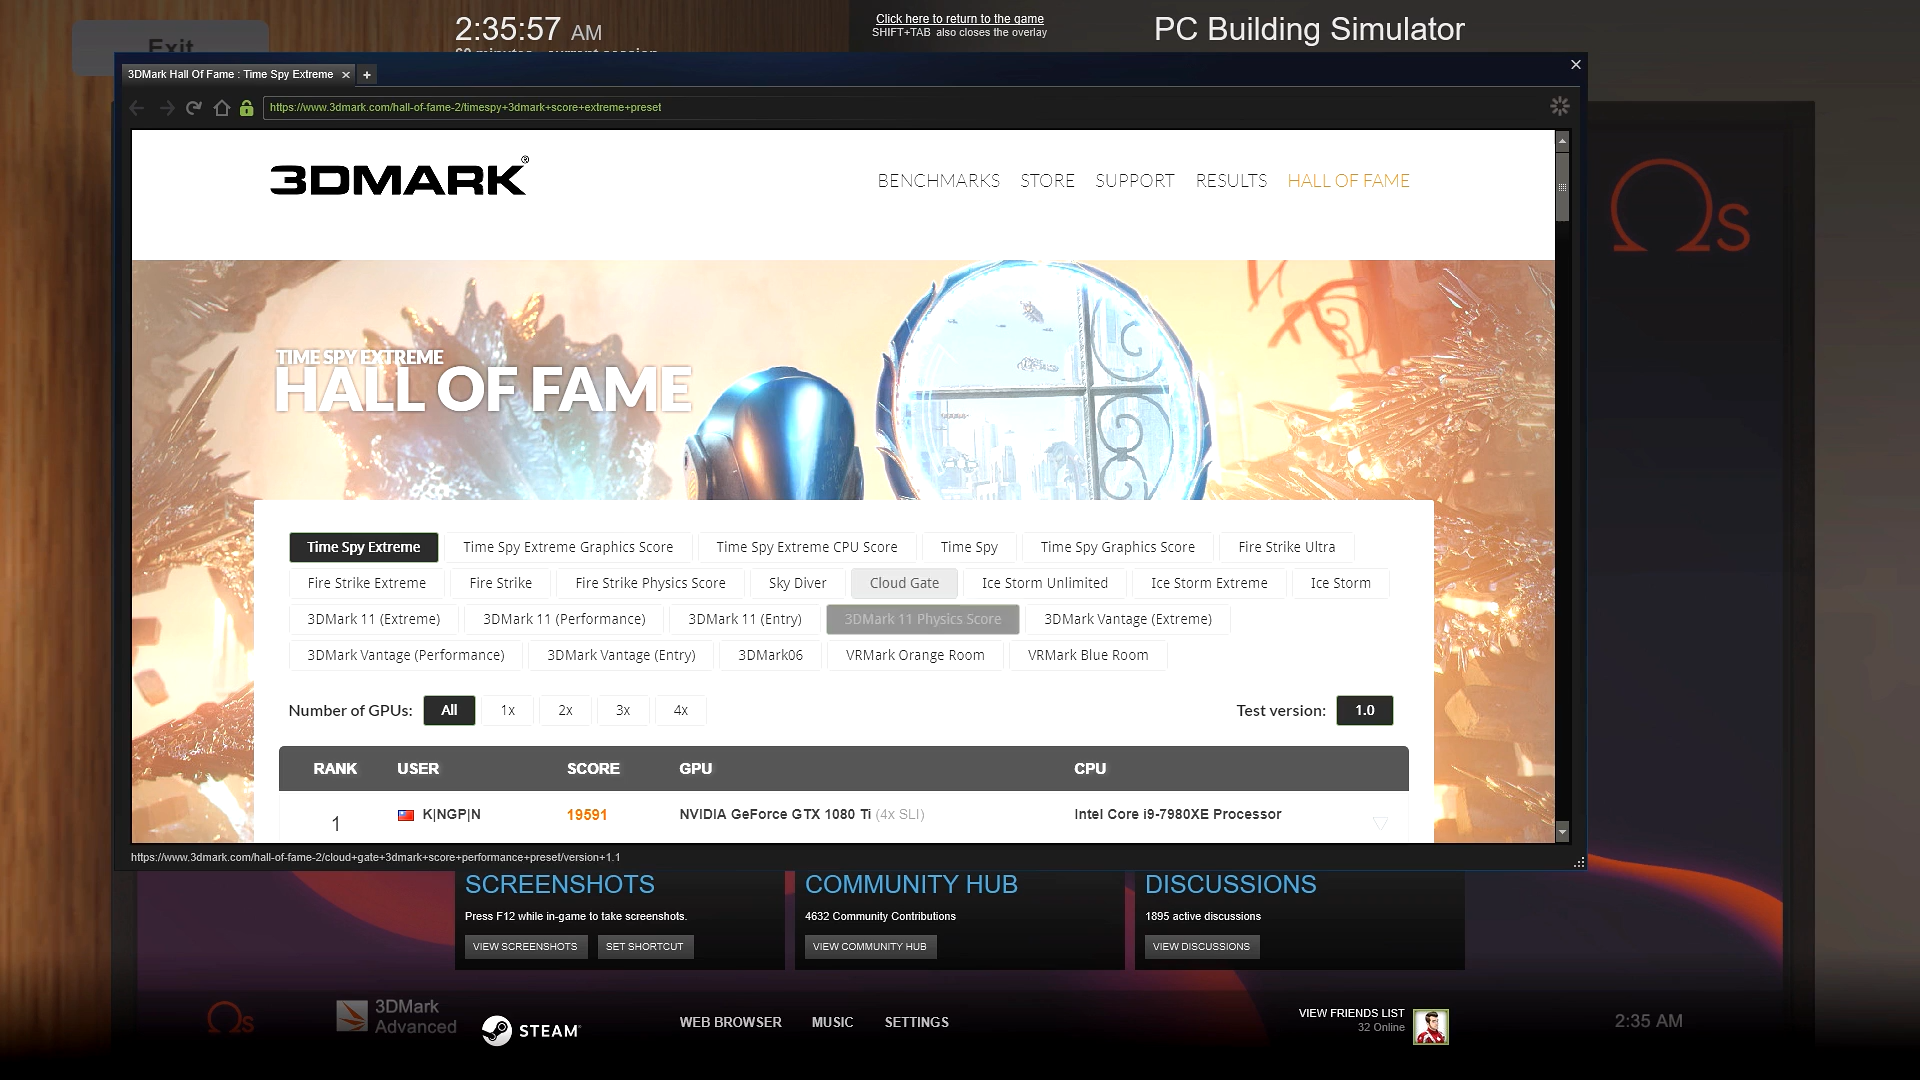 Exit
2:35:57 AM
60 minutes - current session
Click here to return to the game
SHIFT+TAB also closes the overlay
PC Building Simulator
3DMark Hall Of Fame : Time Spy Extreme
https://www.3dmark.com/hall-of-fame-2/timespy+3dmark+score+extreme+preset
3DMARK®
BENCHMARKS STORE SUPPORT RESULTS HALL OF FAME
Ωs
TIME SPY EXTREME
HALL OF FAME
Time Spy Extreme Time Spy Extreme Graphics Score Time Spy Extreme CPU Score Time Spy Time Spy Graphics Score Fire Strike Ultra
Fire Strike Extreme Fire Strike Fire Strike Physics Score Sky Diver Cloud Gate Ice Storm Unlimited Ice Storm Extreme Ice Storm
3DMark 11 (Extreme) 3DMark 11 (Performance) 3DMark 11 (Entry) 3DMark 11 Physics Score 3DMark Vantage (Extreme)
3DMark Vantage (Performance) 3DMark Vantage (Entry) 3DMark06 VRMark Orange Room VRMark Blue Room
Number of GPUs: All 1x 2x 3x 4x Test version: 1.0
RANK USER SCORE GPU CPU
1 K|NGP|N 19591 NVIDIA GeForce GTX 1080 Ti (4x SLI) Intel Core i9-7980XE Processor
https://www.3dmark.com/hall-of-fame-2/cloud+gate+3dmark+score+performance+preset/version+1.1
SCREENSHOTS
Press F12 while in-game to take screenshots.
VIEW SCREENSHOTS SET SHORTCUT
COMMUNITY HUB
4632 Community Contributions
VIEW COMMUNITY HUB
DISCUSSIONS
1895 active discussions
VIEW DISCUSSIONS
Ωs
3DMark
Advanced
STEAM
WEB BROWSER MUSIC SETTINGS
VIEW FRIENDS LIST
32 Online
2:35 AM